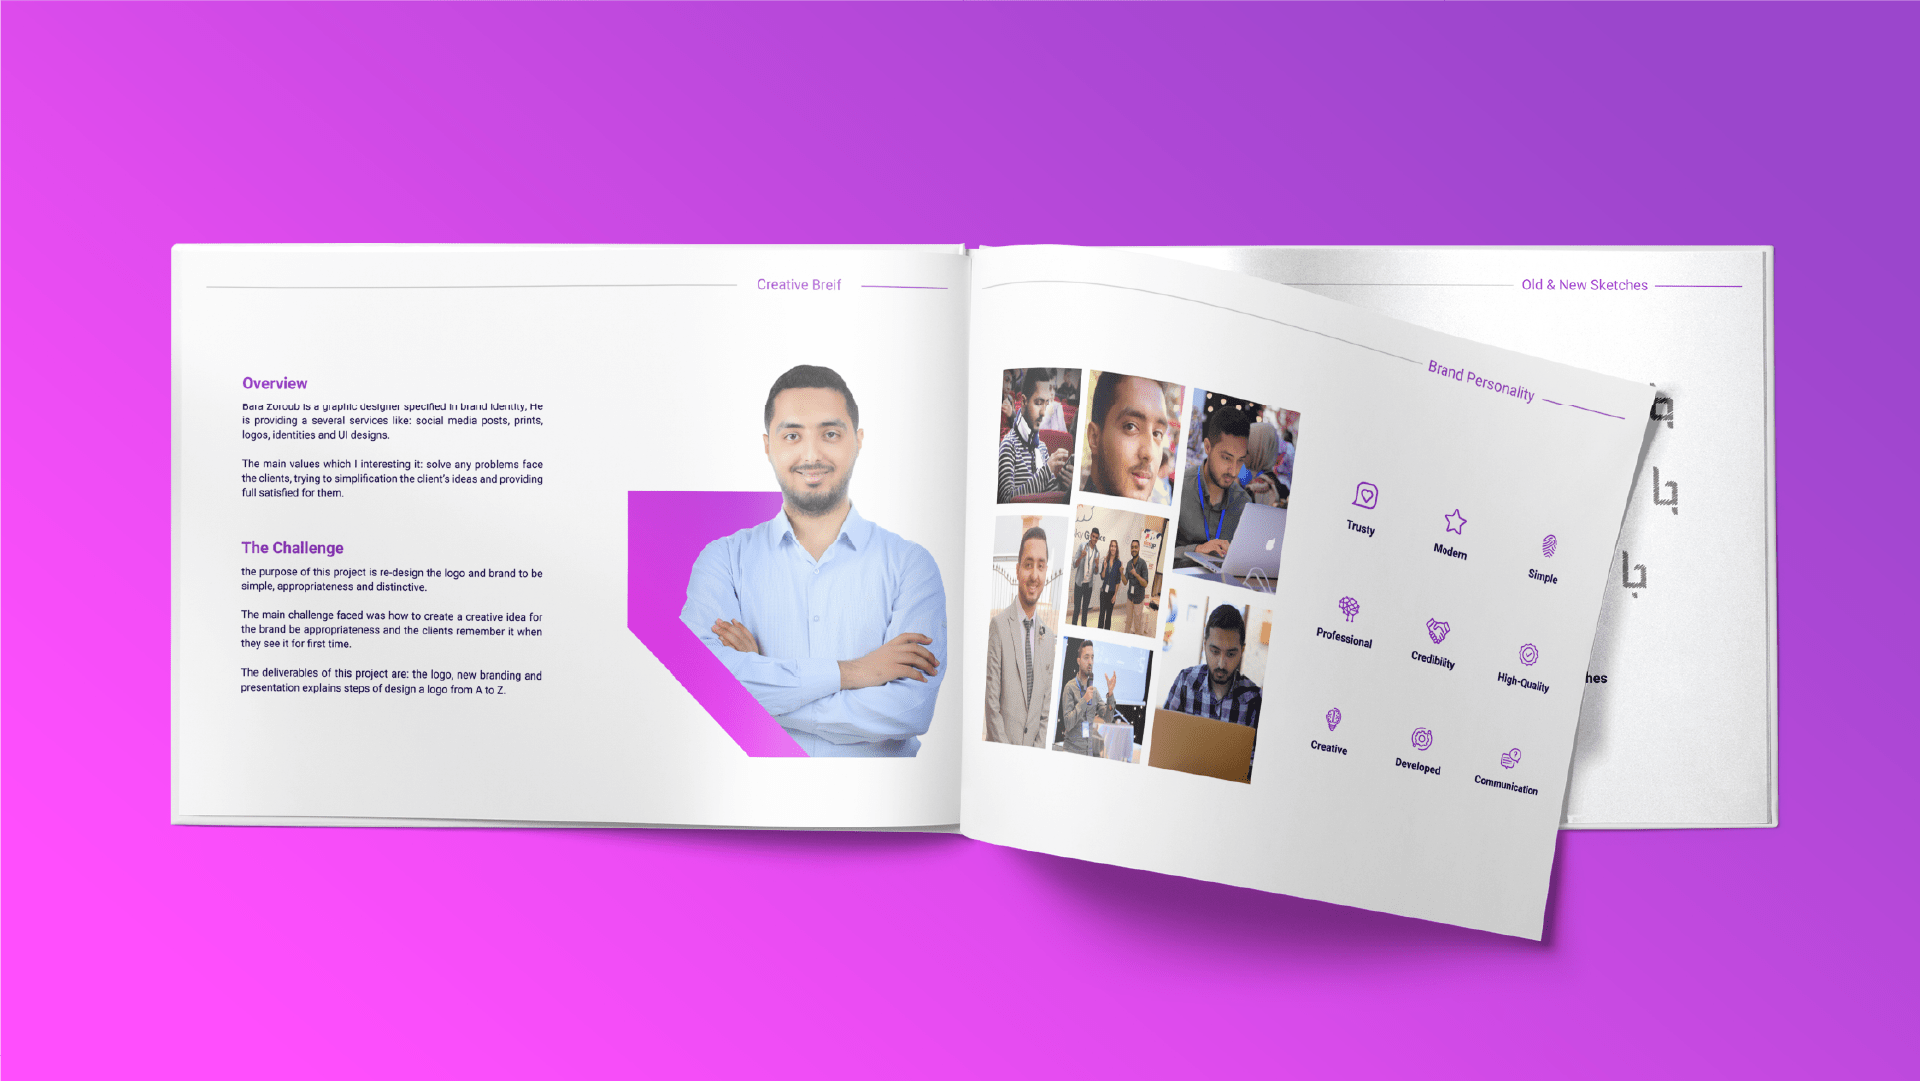 Creative Breif
Overview
Bara Zoroub is a graphic designer specified in brand identity, He
is providing a several services like: social media posts, prints,
logos, identities and UI designs.
The main values which I interesting it: solve any problems face
the clients, trying to simplification the client's ideas and providing
full satisfied for them.
The Challenge
the purpose of this project is re-design the logo and brand to be
simple, appropriateness and distinctive.
The main challenge faced was how to create a creative idea for
the brand be appropriateness and the clients remember it when
they see it for first time.
The deliverables of this project are: the logo, new branding and
presentation explains steps of design a logo from A to Z.
Brand Personality
Trusty
Modern
Simple
Professional
Credibility
High-Quality
Creative
Developed
Communication
Old & New Sketches